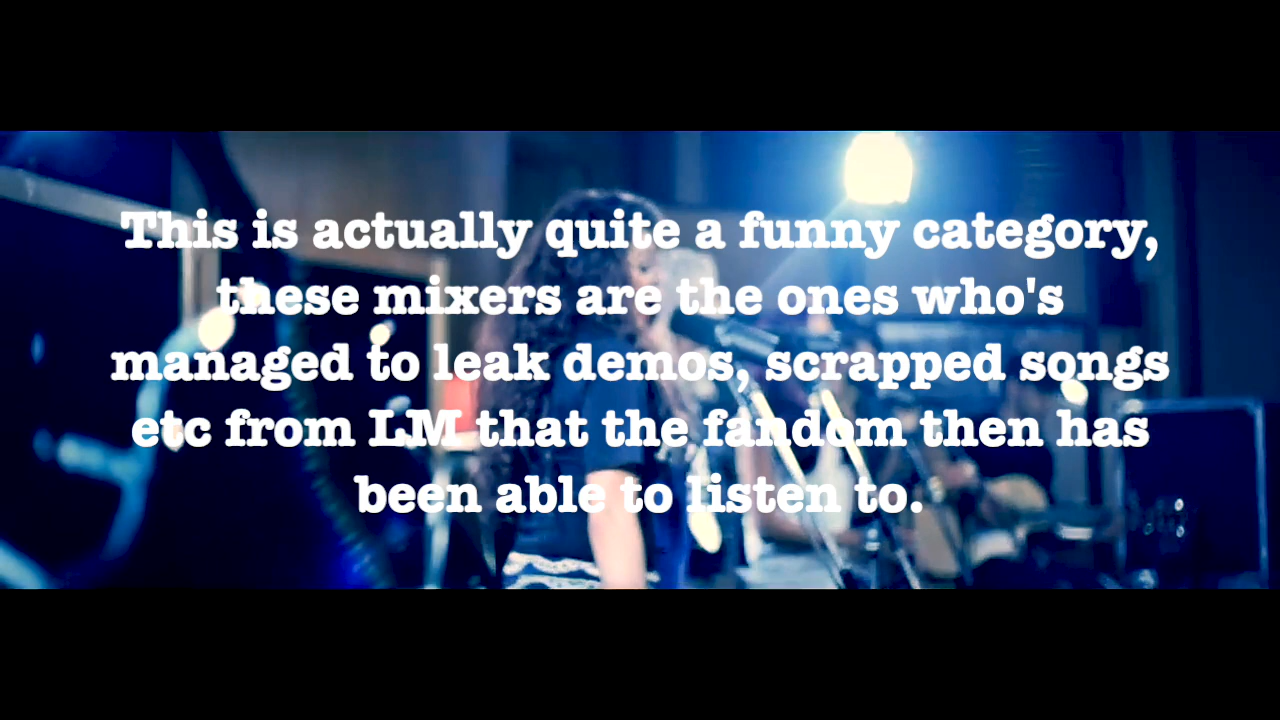 This is actually quite a funny category,
these mixers are the ones who's
managed to leak demos, scrapped songs
etc from LM that the fandom then has
been able to listen to.